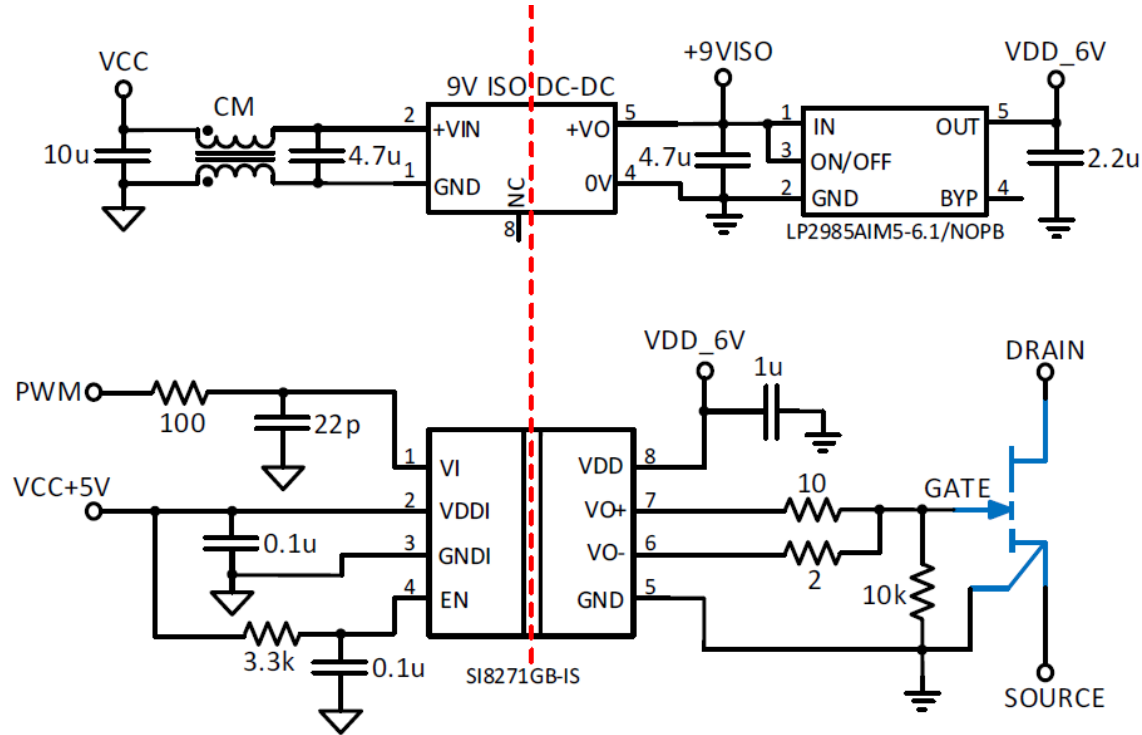 VCC
CM
10u
4.7u
9V ISO DC-DC
2
+VIN
1
GND
NC
8
5
+VO
4
0V
+9VISO
4.7u
1
IN
3
ON/OFF
2
GND
OUT
5
BYP
4
LP2985AIM5-6.1/NOPB
VDD_6V
2.2u
PWM
100
22p
VCC+5V
0.1u
3.3k
0.1u
1
VI
2
VDDI
3
GNDI
4
EN
SI8271GB-IS
VDD
8
VO+
7
VO-
6
GND
5
VDD_6V
1u
10
2
10k
GATE
DRAIN
SOURCE